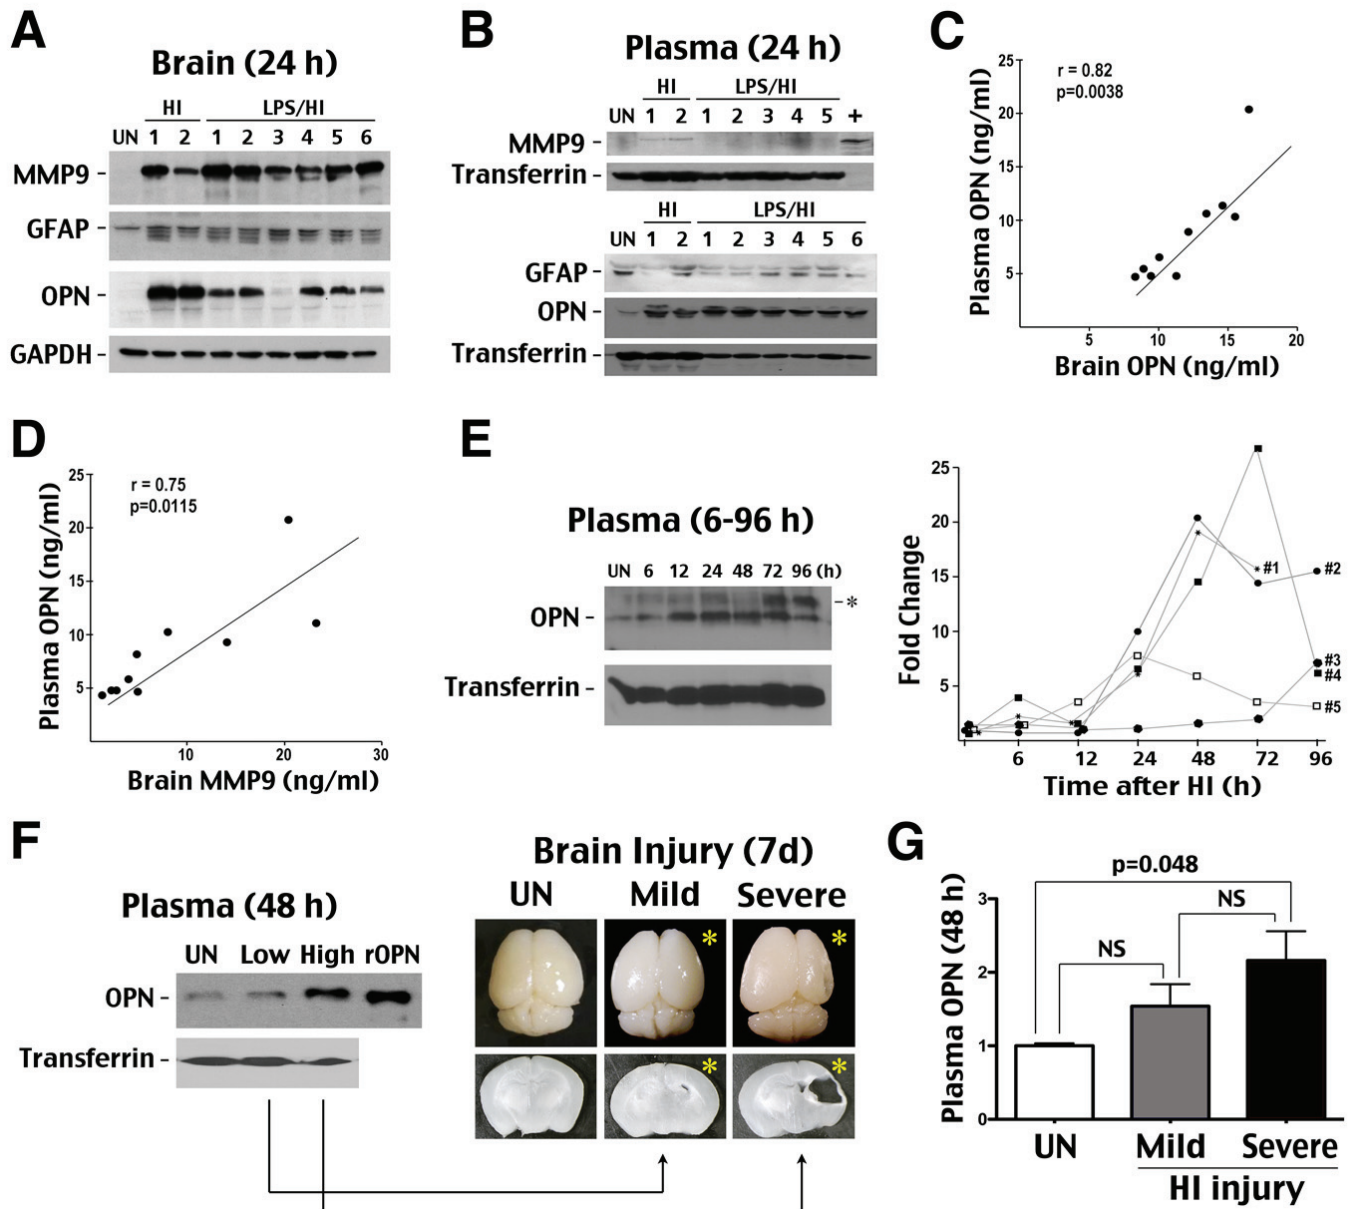 A
Brain (24 h)
HI LPS/HI
UN 1 2 1 2 3 4 5 6
MMP9
GFAP
OPN
GAPDH
B
Plasma (24 h)
HI LPS/HI
UN 1 2 1 2 3 4 5 +
MMP9
Transferrin
HI LPS/HI
UN 1 2 1 2 3 4 5 6
GFAP
OPN
Transferrin
C
r = 0.82
p=0.0038
Plasma OPN (ng/ml)
25
20
15
10
5
5 10 15 20
Brain OPN (ng/ml)
D
r = 0.75
p=0.0115
Plasma OPN (ng/ml)
25
20
15
10
5
10 20 30
Brain MMP9 (ng/ml)
E
Plasma (6-96 h)
UN 6 12 24 48 72 96 (h)
OPN
*
Transferrin
Fold Change
25
20
15
10
5
#1
#2
#3
#4
#5
6 12 24 48 72 96
Time after HI (h)
F
Plasma (48 h)
UN Low High rOPN
OPN
Transferrin
Brain Injury (7d)
UN Mild Severe
* *
* *
G
p=0.048
NS
NS
Plasma OPN (48 h)
3
2
1
0
UN Mild Severe
HI injury